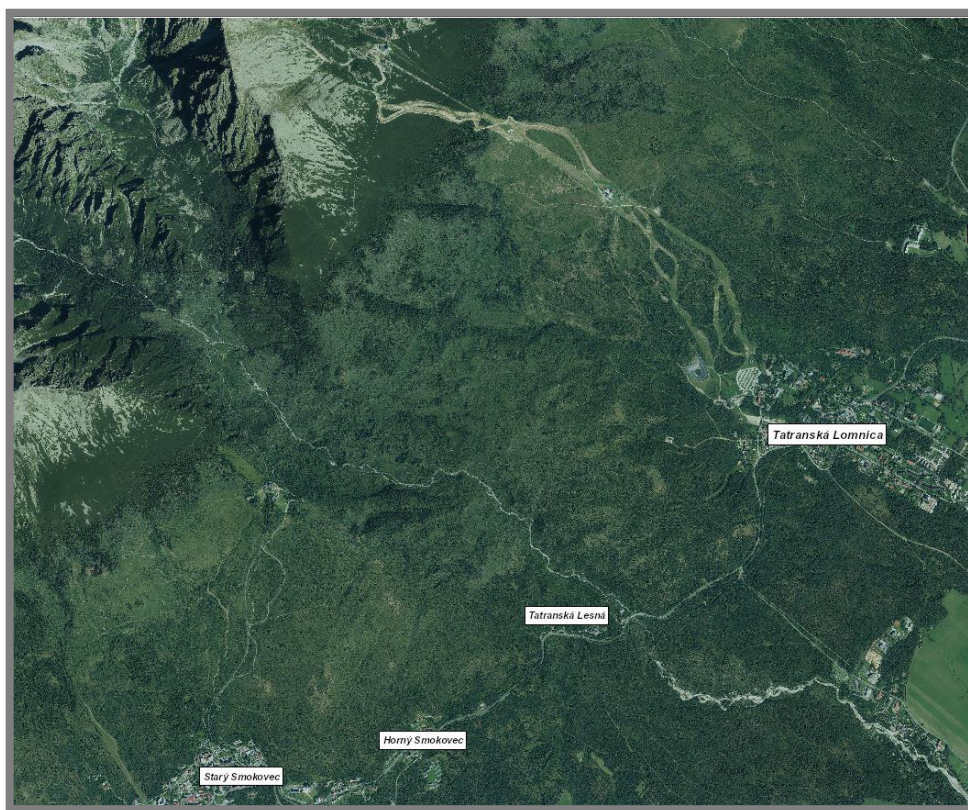 Tatranská Lomnica
Tatranská Lesná
Horný Smokovec
Starý Smokovec